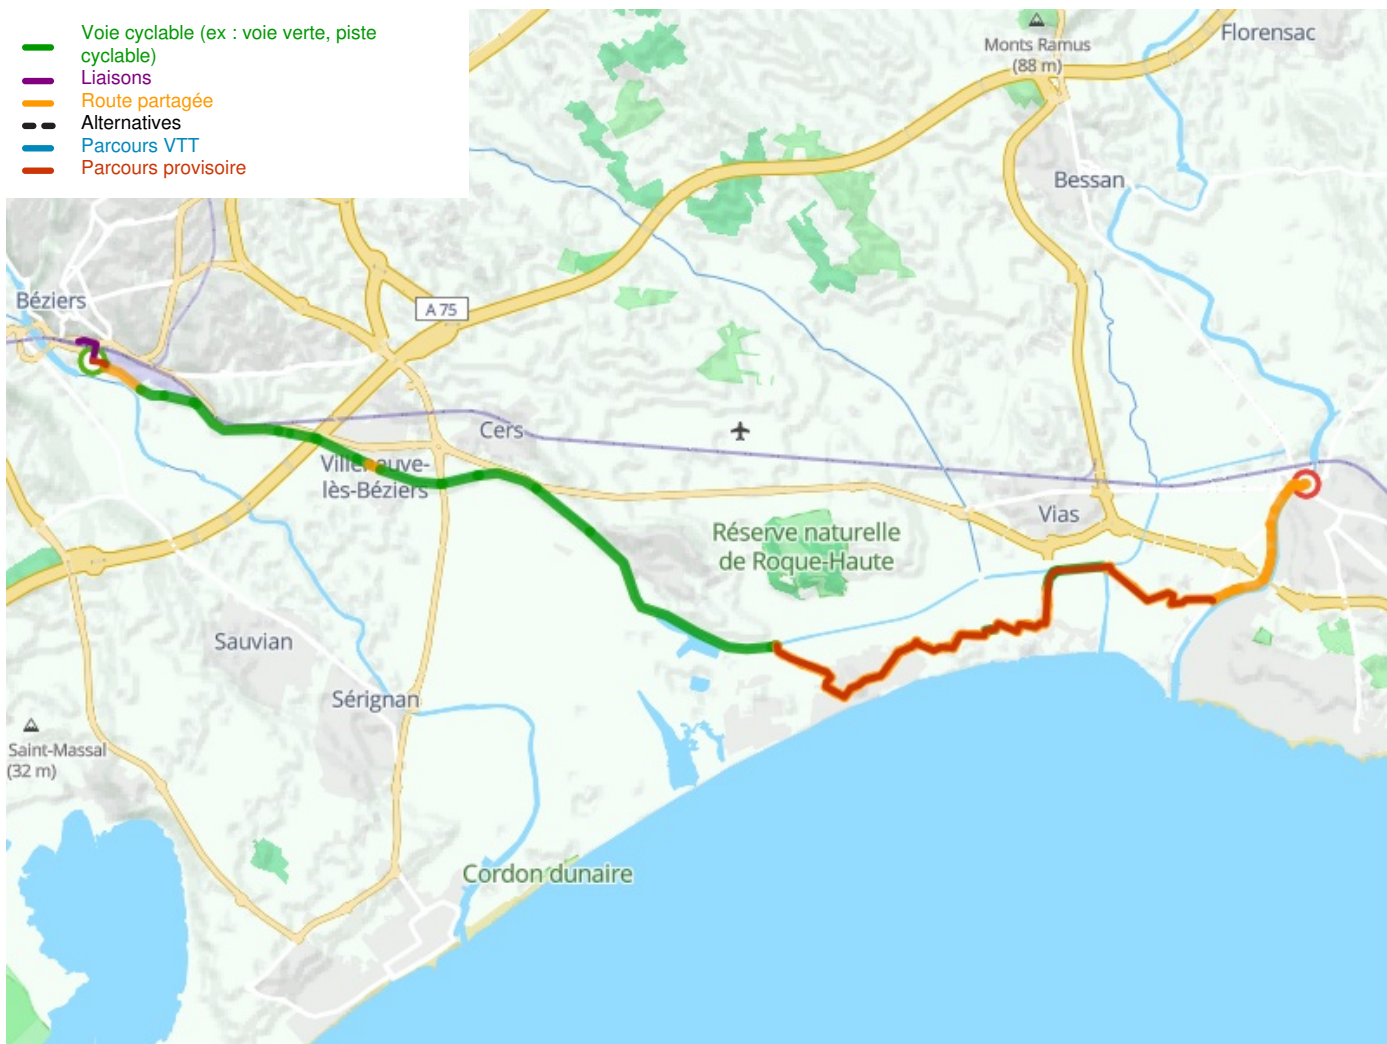 Voie cyclable (ex : voie verte, piste
cyclable)
Liaisons
Route partagée
Alternatives
Parcours VTT
Parcours provisoire
Florensac
Monts Ramus
(88 m)
Bessan
Béziers
A 75
Cers
Villeneuve-
lès-Béziers
Vias
Réserve naturelle
de Roque-Haute
Sauvian
Sérignan
Saint-Massal
(32 m)
Cordon dunaire